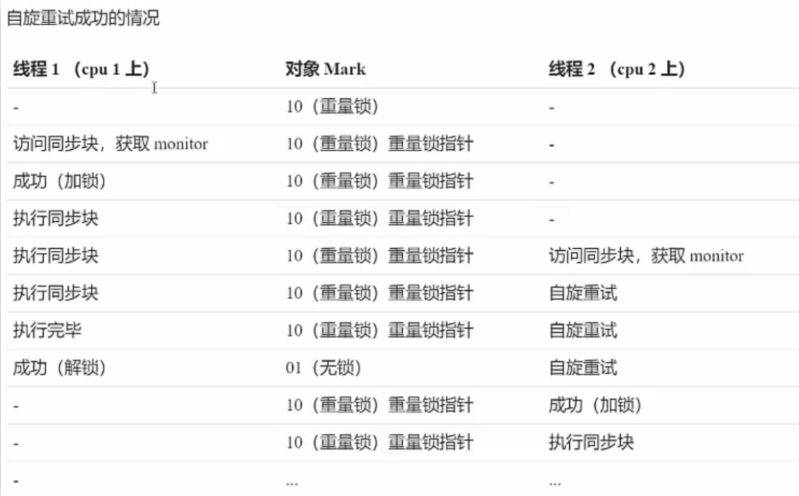 自旋重试成功的情况
线程 1 （cpu 1 上） 对象 Mark 线程 2 （cpu 2 上）
- 10（重量锁） -
访问同步块，获取 monitor 10（重量锁）重量锁指针 -
成功（加锁） 10（重量锁）重量锁指针 -
执行同步块 10（重量锁）重量锁指针 -
执行同步块 10（重量锁）重量锁指针 访问同步块，获取 monitor
执行同步块 10（重量锁）重量锁指针 自旋重试
执行完毕 10（重量锁）重量锁指针 自旋重试
成功（解锁） 01（无锁） 自旋重试
- 10（重量锁）重量锁指针 成功（加锁）
- 10（重量锁）重量锁指针 执行同步块
- ... ...